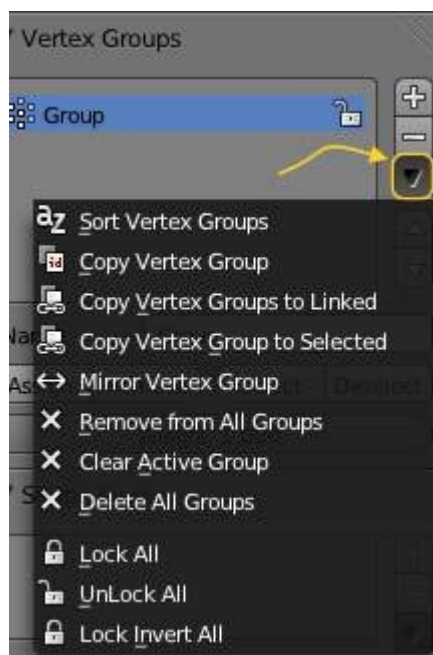 Vertex Groups
Group
Sort Vertex Groups
Copy Vertex Group
Copy Vertex Groups to Linked
Copy Vertex Group to Selected
Mirror Vertex Group
Remove from All Groups
Clear Active Group
Delete All Groups
Lock All
UnLock All
Lock Invert All